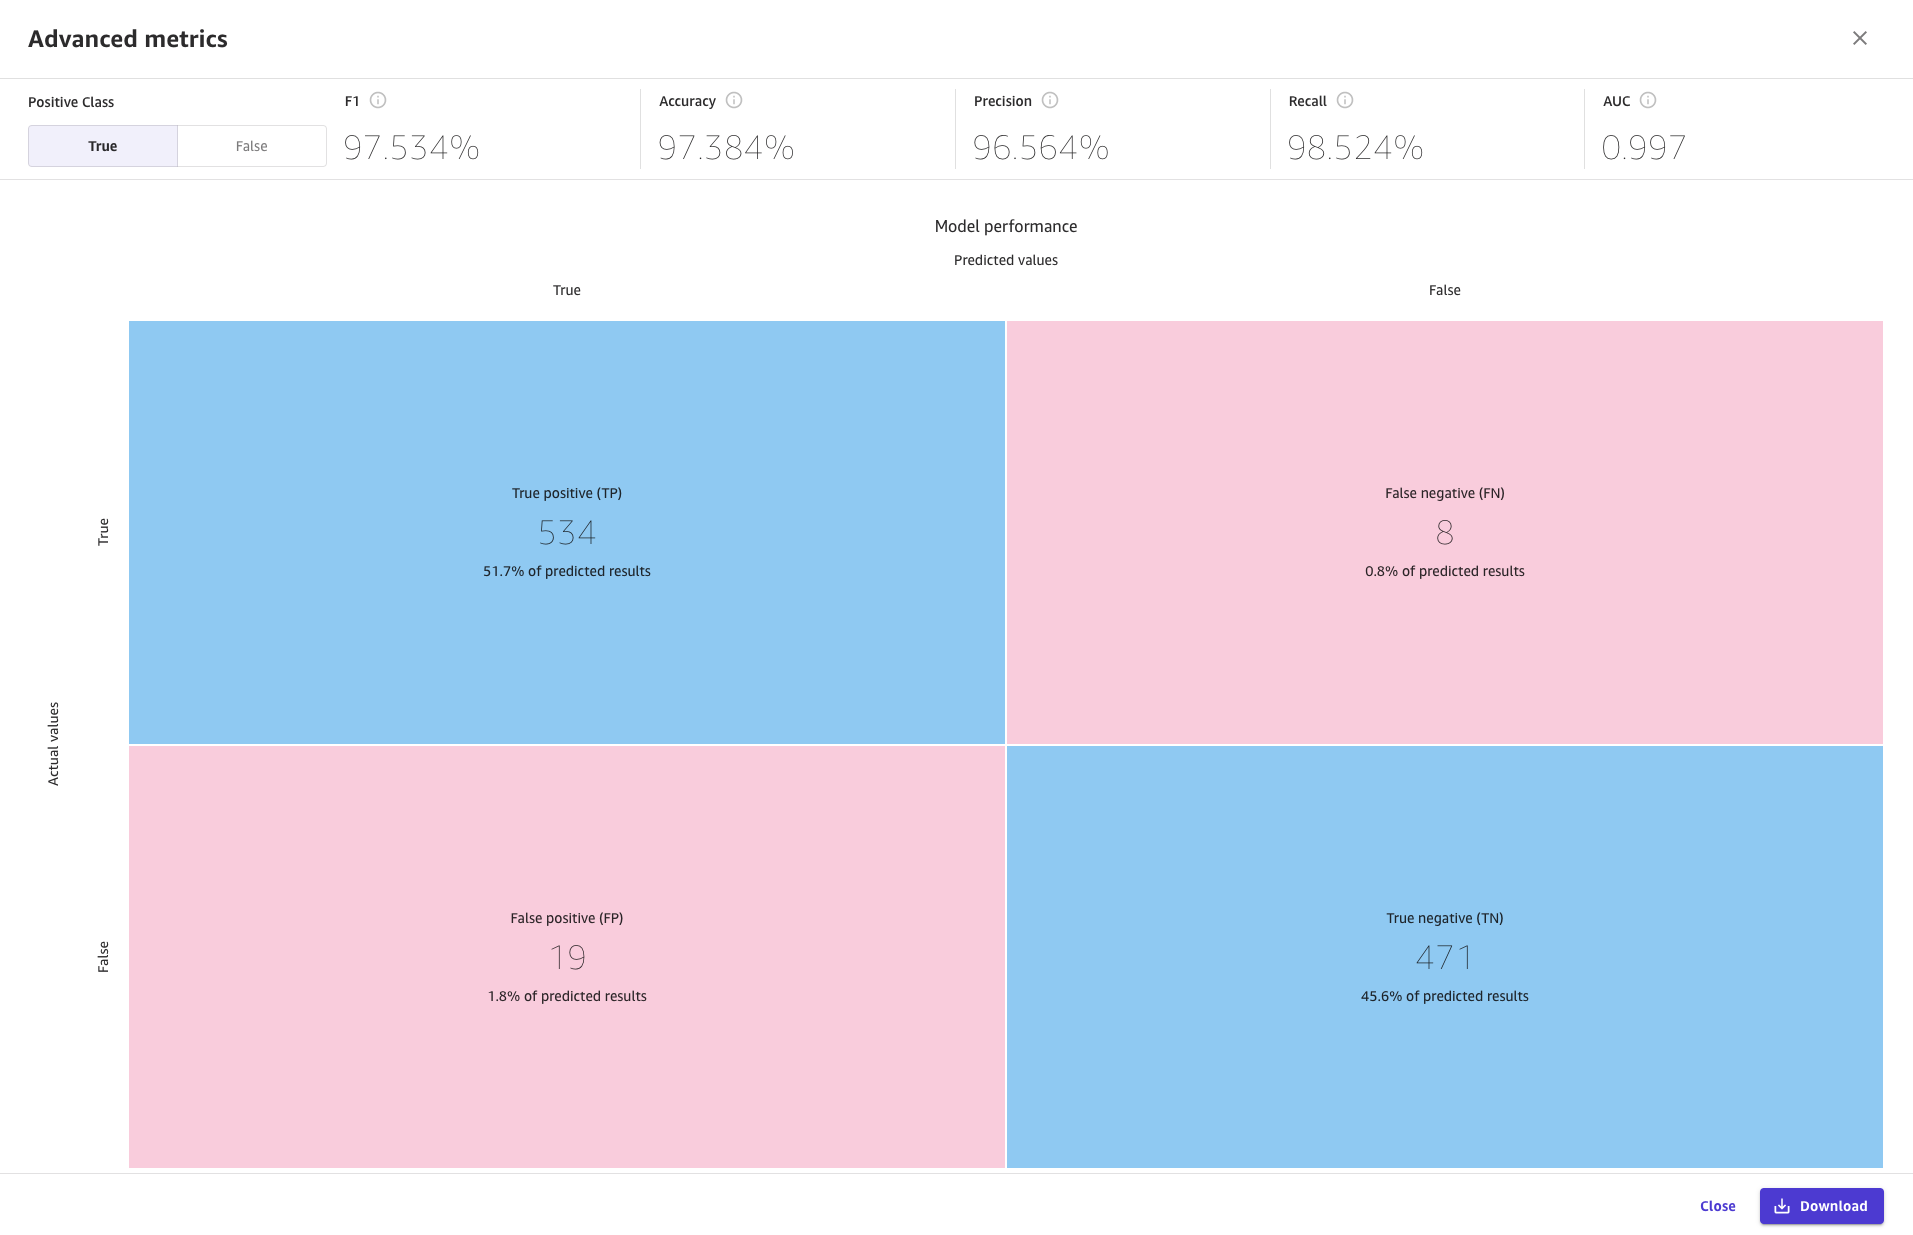 Advanced metrics
Positive Class
True
False
F1
97.534%
Accuracy
97.384%
Precision
96.564%
Recall
98.524%
AUC
0.997
Model performance
Predicted values
True
False
Actual values
True
True positive (TP)
534
51.7% of predicted results
False negative (FN)
8
0.8% of predicted results
False
False positive (FP)
19
1.8% of predicted results
True negative (TN)
471
45.6% of predicted results
Close
Download